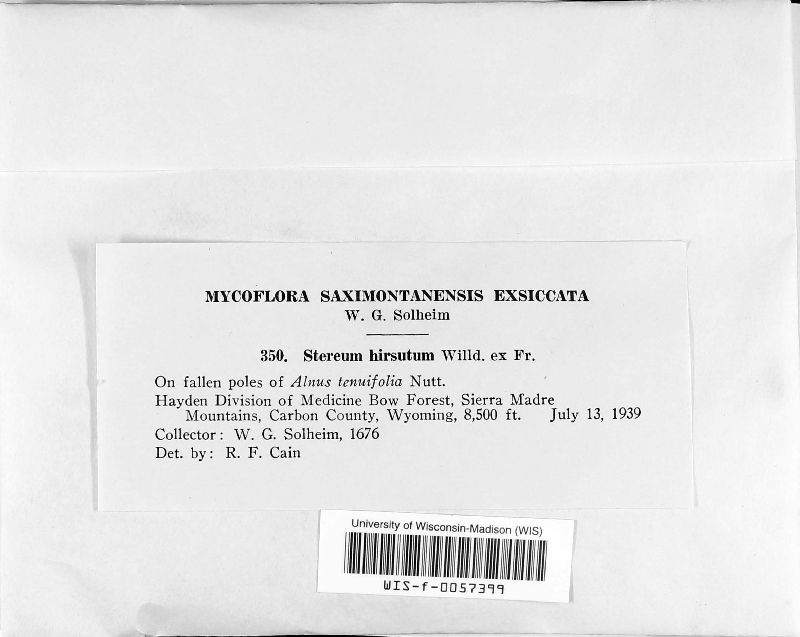 MYCOFLORA SAXIMONTANENSIS EXSICCATA
W. G. Solheim
350. Stereum hirsutum Willd. ex Fr.
On fallen poles of Alnus tenuifolia Nutt.
Hayden Division of Medicine Bow Forest, Sierra Madre
Mountains, Carbon County, Wyoming, 8,500 ft. July 13, 1939
Collector: W. G. Solheim, 1676
Det. by: R. F. Cain
University of Wisconsin-Madison (WIS)
WIS-f-0057399